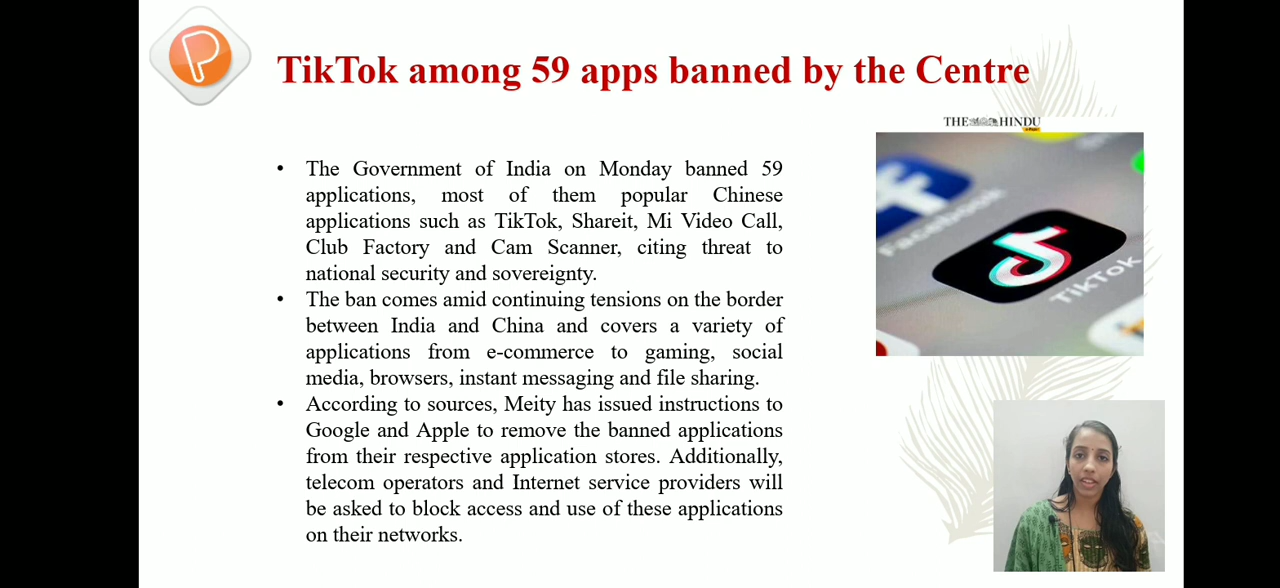 TikTok among 59 apps banned by the Centre
THE HINDU
• The Government of India on Monday banned 59
applications, most of them popular Chinese
applications such as TikTok, Shareit, Mi Video Call,
Club Factory and Cam Scanner, citing threat to
national security and sovereignty.
• The ban comes amid continuing tensions on the border
between India and China and covers a variety of
applications from e-commerce to gaming, social
media, browsers, instant messaging and file sharing.
• According to sources, Meity has issued instructions to
Google and Apple to remove the banned applications
from their respective application stores. Additionally,
telecom operators and Internet service providers will
be asked to block access and use of these applications
on their networks.
Facebook
TikTok